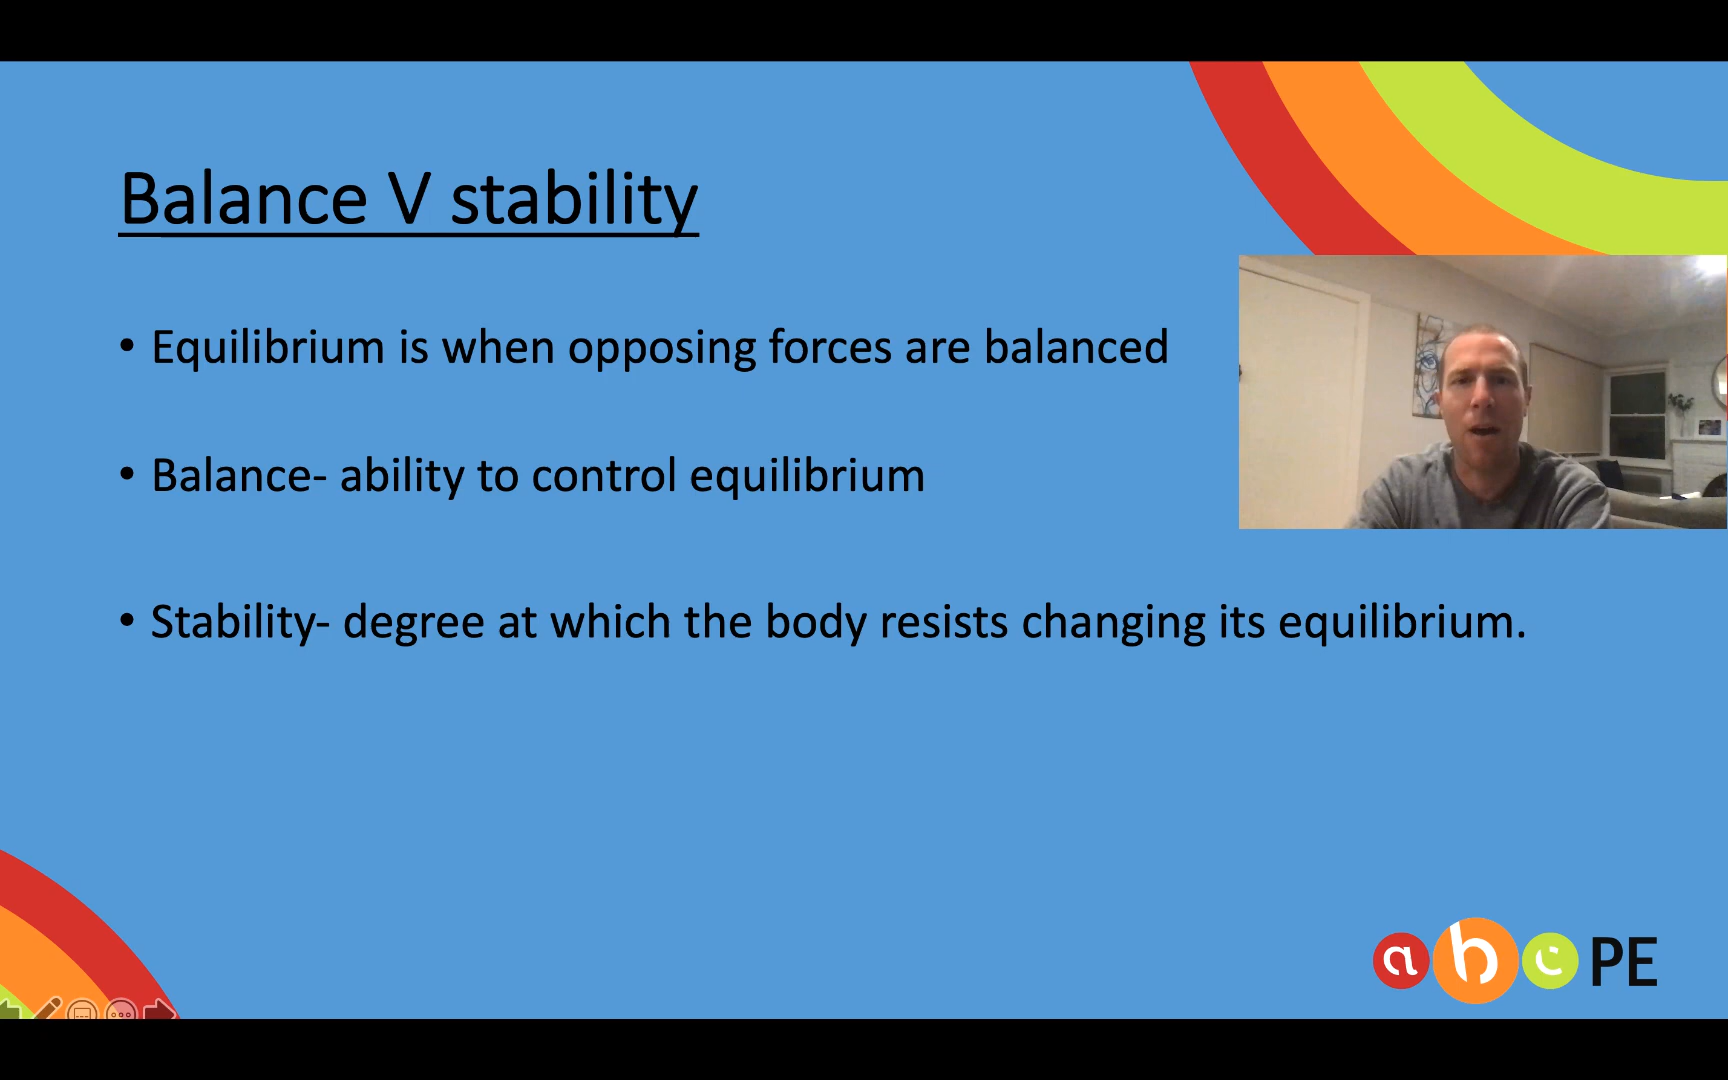 Balance V stability
• Equilibrium is when opposing forces are balanced
• Balance- ability to control equilibrium
• Stability- degree at which the body resists changing its equilibrium.
abc PE